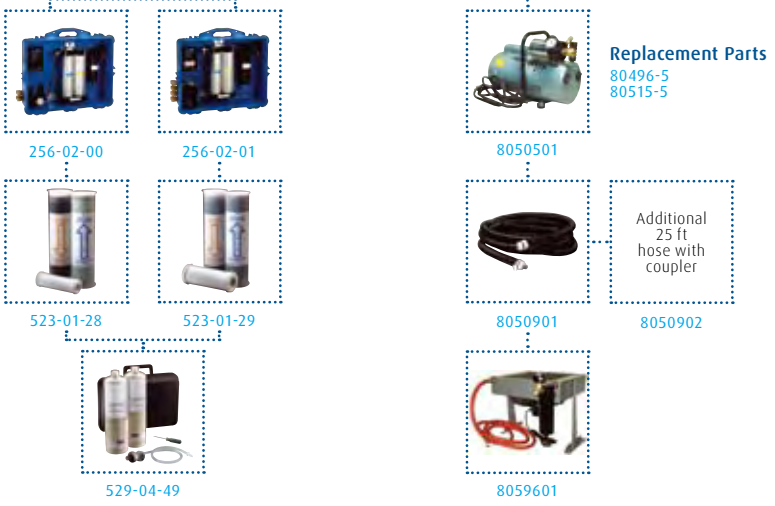 Replacement Parts
80496-5
80515-5
256-02-00
256-02-01
8050501
Additional
25 ft
hose with
coupler
523-01-28
523-01-29
8050901
8050902
529-04-49
8059601